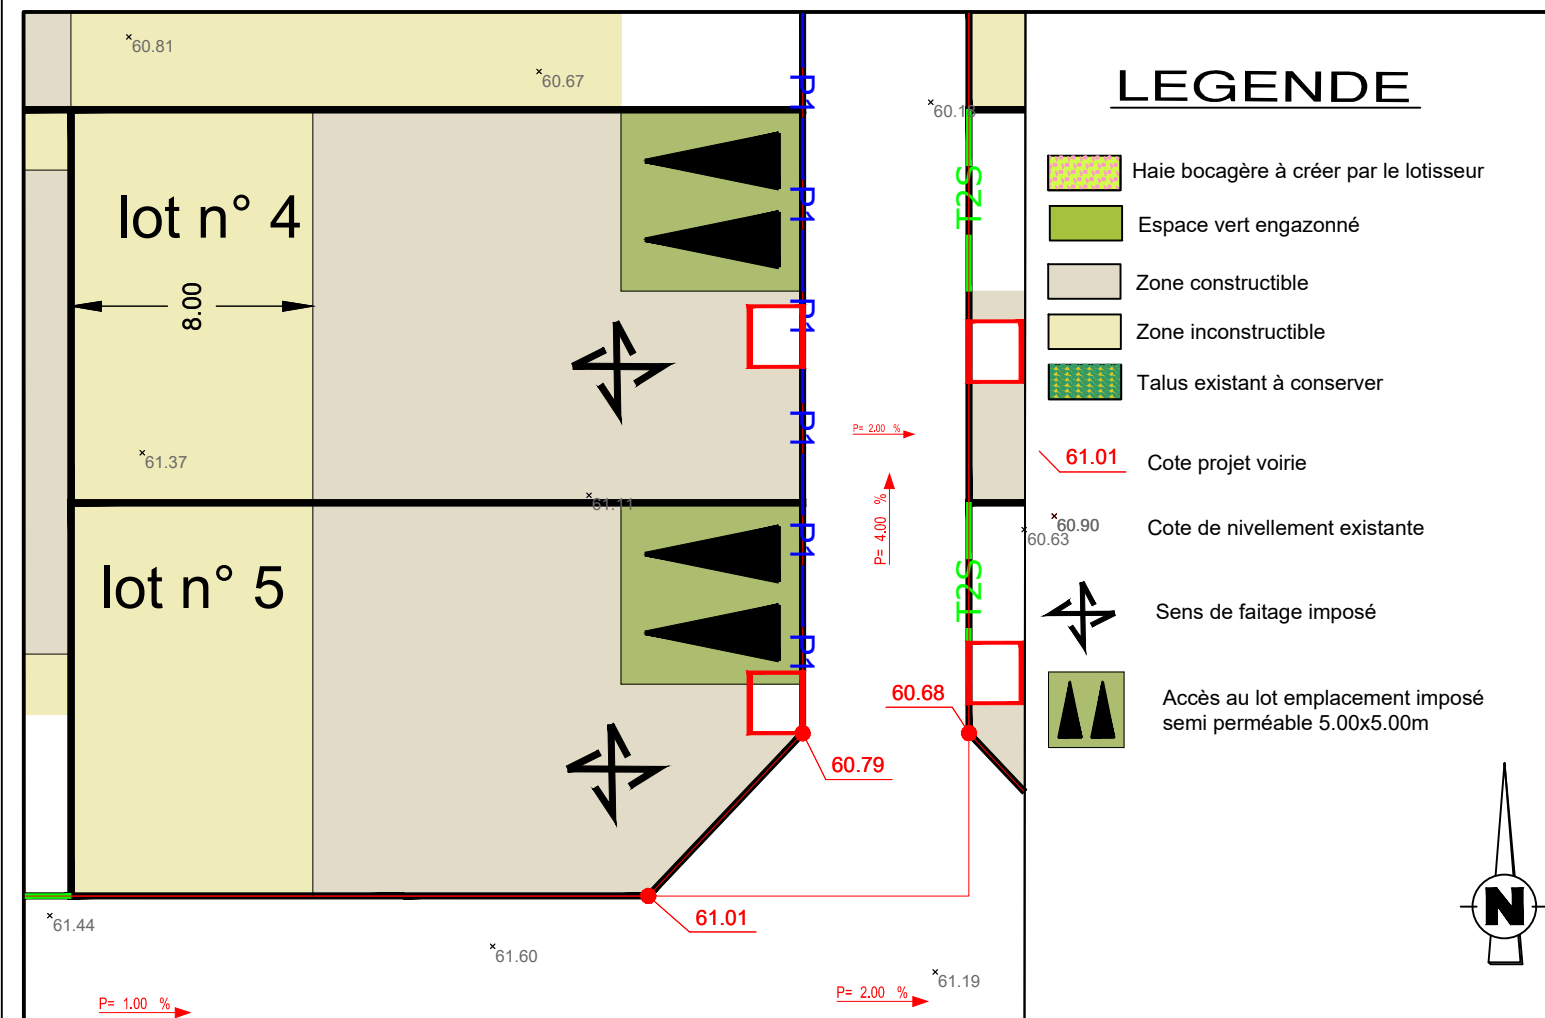 60.81
60.67
60.18
LEGENDE
P1
Haie bocagère à créer par le lotisseur
T2S
P1
lot n° 4
Espace vert engazonné
Zone constructible
8.00
P1
Zone inconstructible
Talus existant à conserver
P= 2.00 %
P1
61.37
61.01
Cote projet voirie
61.11
P= 4.00 %
P1
60.63
60.90
Cote de nivellement existante
lot n° 5
T2S
Sens de faitage imposé
P1
60.68
Accès au lot emplacement imposé
semi perméable 5.00x5.00m
60.79
61.44
61.01
61.60
61.19
P= 1.00 %
P= 2.00 %
N